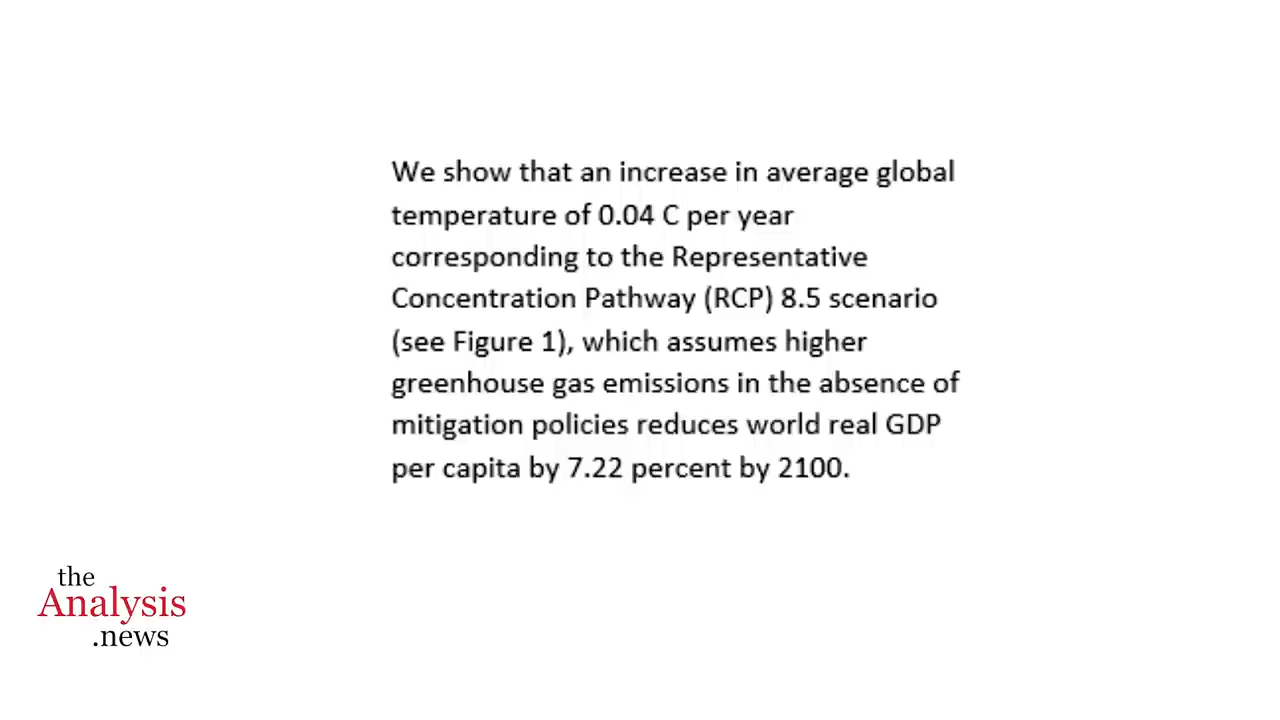 We show that an increase in average global
temperature of 0.04 C per year
corresponding to the Representative
Concentration Pathway (RCP) 8.5 scenario
(see Figure 1), which assumes higher
greenhouse gas emissions in the absence of
mitigation policies reduces world real GDP
per capita by 7.22 percent by 2100.
the
Analysis
.news